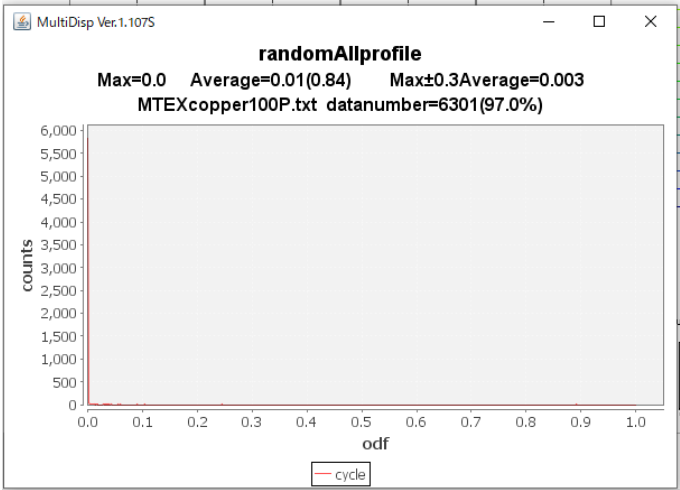 MultiDisp Ver.1.107S
randomAllprofile
Max=0.0 Average=0.01(0.84) Max±0.3Average=0.003
MTEXcopper100P.txt datanumber=6301(97.0%)
6,000
5,500
5,000
4,500
4,000
3,500
3,000
2,500
2,000
1,500
1,000
500
0
counts
0.0 0.1 0.2 0.3 0.4 0.5 0.6 0.7 0.8 0.9 1.0
odf
cycle